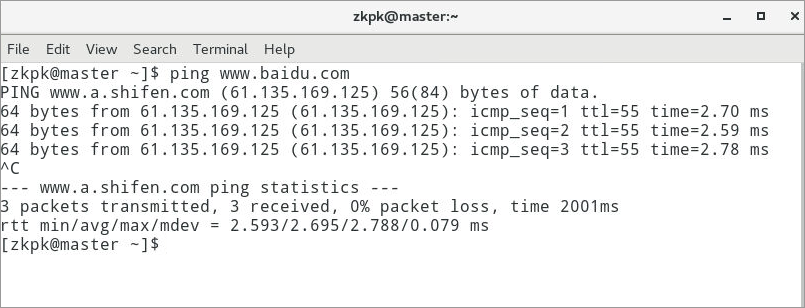 zkpk@master:~
File Edit View Search Terminal Help
[zkpk@master ~]$ ping www.baidu.com
PING www.a.shifen.com (61.135.169.125) 56(84) bytes of data.
64 bytes from 61.135.169.125 (61.135.169.125): icmp_seq=1 ttl=55 time=2.70 ms
64 bytes from 61.135.169.125 (61.135.169.125): icmp_seq=2 ttl=55 time=2.59 ms
64 bytes from 61.135.169.125 (61.135.169.125): icmp_seq=3 ttl=55 time=2.78 ms
^C
--- www.a.shifen.com ping statistics ---
3 packets transmitted, 3 received, 0% packet loss, time 2001ms
rtt min/avg/max/mdev = 2.593/2.695/2.788/0.079 ms
[zkpk@master ~]$